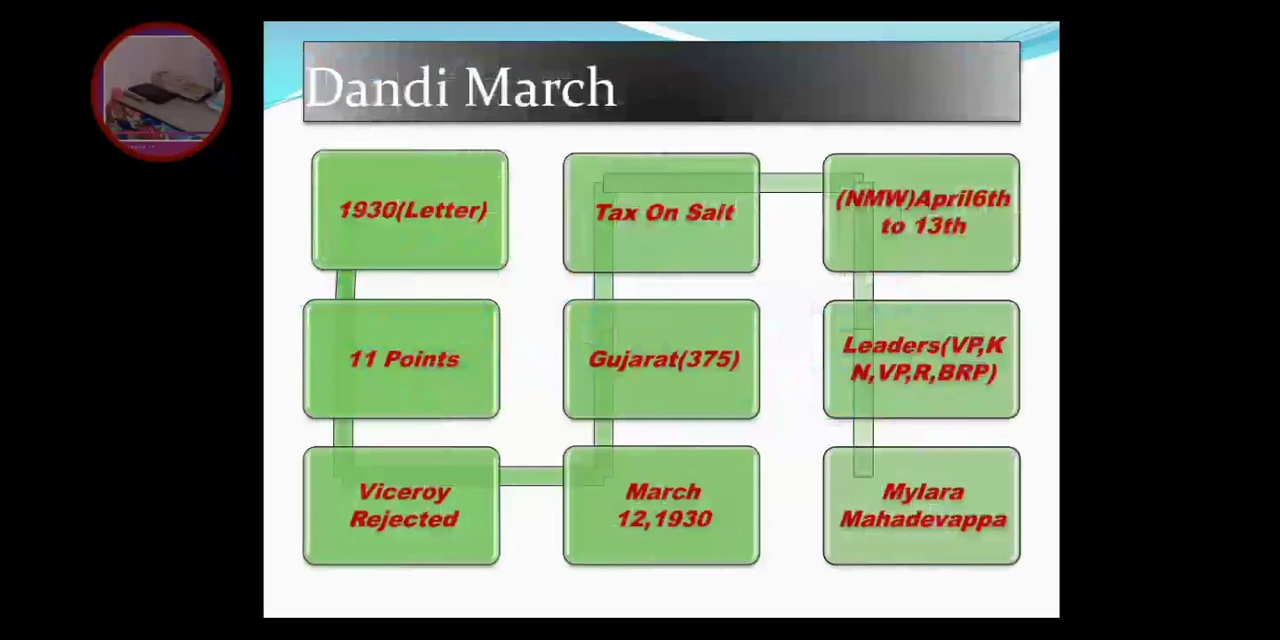 Dandi March
1930(Letter)
11 Points
Viceroy
Rejected
March
12,1930
Gujarat(375)
Tax On Salt
(NMW)April6th
to 13th
Leaders(VP,K
N,VP,R,BRP)
Mylara
Mahadevappa